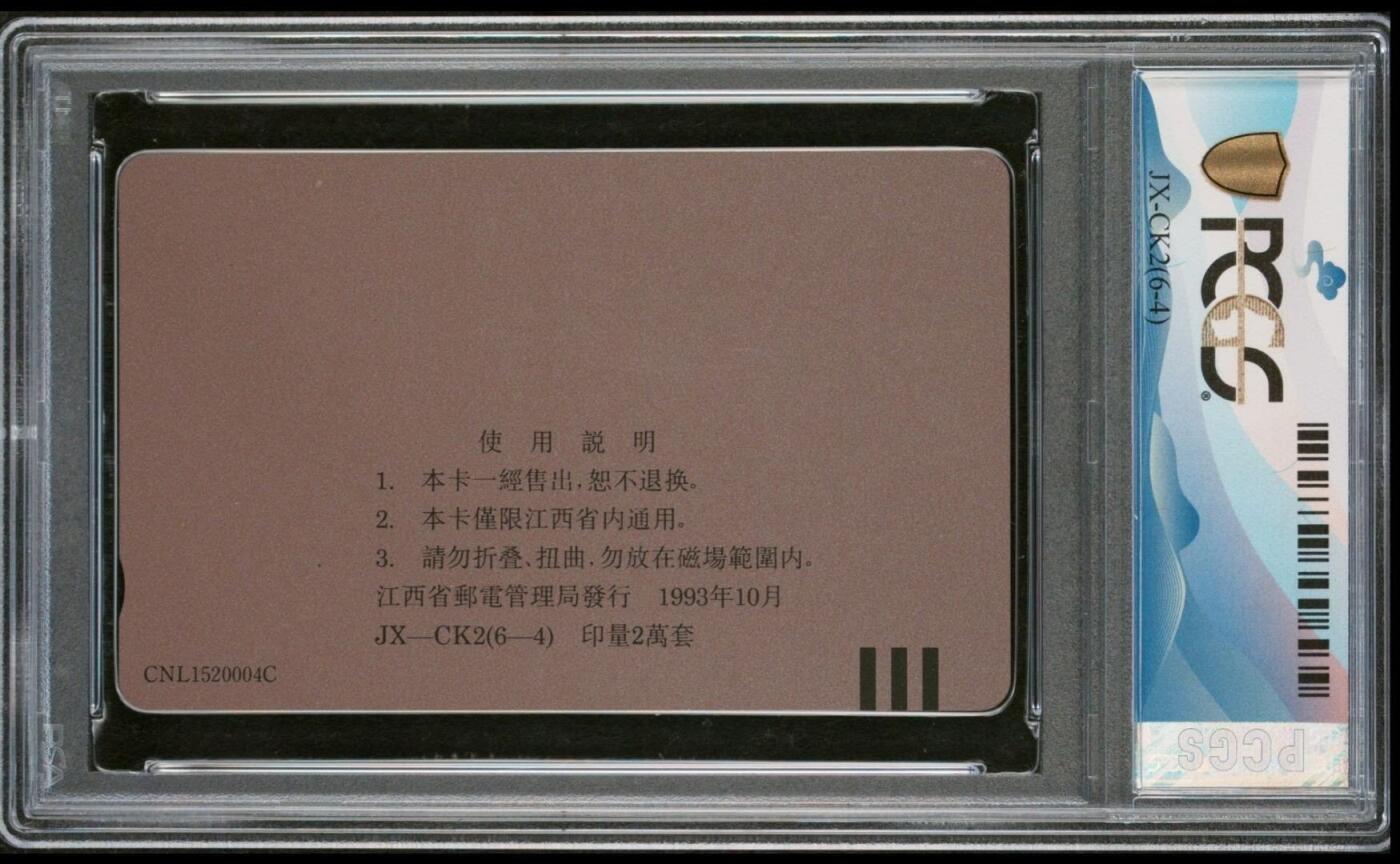 使用説明
1. 本卡一經售出,恕不退换。
2. 本卡僅限江西省内通用。
3. 請勿折叠、扭曲,勿放在磁場範圍内。
江西省郵電管理局發行 1993年10月
JX—CK2(6—4) 印量2萬套
CNL1520004C
JX-CK2(6-4)
PCGS®
PCGS
PSA